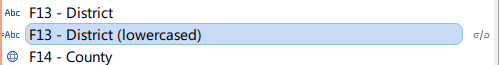 Abc F13 - District
=Abc F13 - District (lowercased)
F14 - County